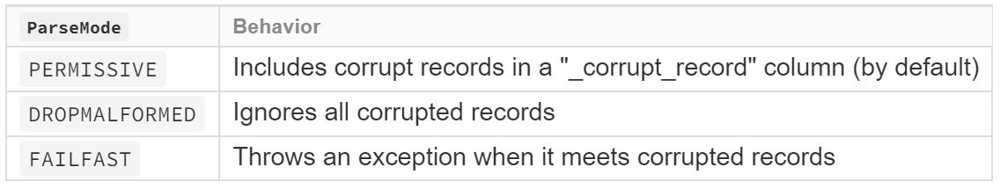 ParseMode Behavior
PERMISSIVE Includes corrupt records in a "_corrupt_record" column (by default)
DROPMALFORMED Ignores all corrupted records
FAILFAST Throws an exception when it meets corrupted records